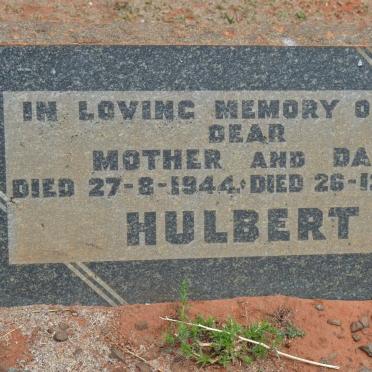 IN LOVING MEMORY O
DEAR
MOTHER AND DA
DIED 27-8-1944. DIED 26-1
HULBERT